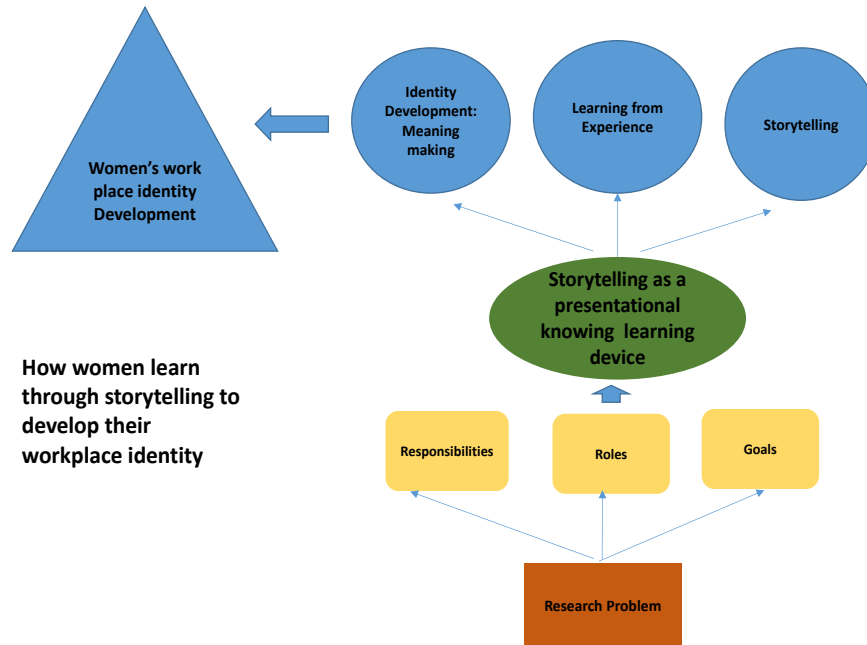 Women's work
place identity
Development
Identity
Development:
Meaning
making
Learning from
Experience
Storytelling
Storytelling as a
presentational
knowing learning
device
How women learn
through storytelling to
develop their
workplace identity
Responsibilities
Roles
Goals
Research Problem